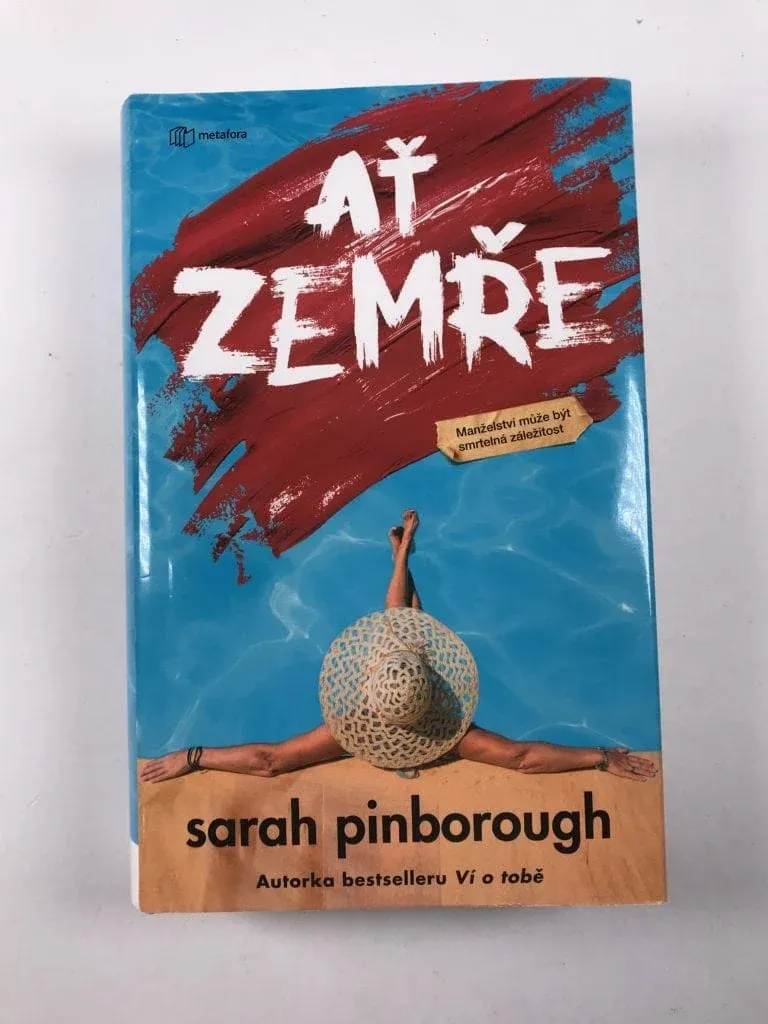 metafora
AŤ
ZEMŘE
Manželství může být
smrtelná záležitost
sarah pinborough
Autorka bestselleru Ví o tobě